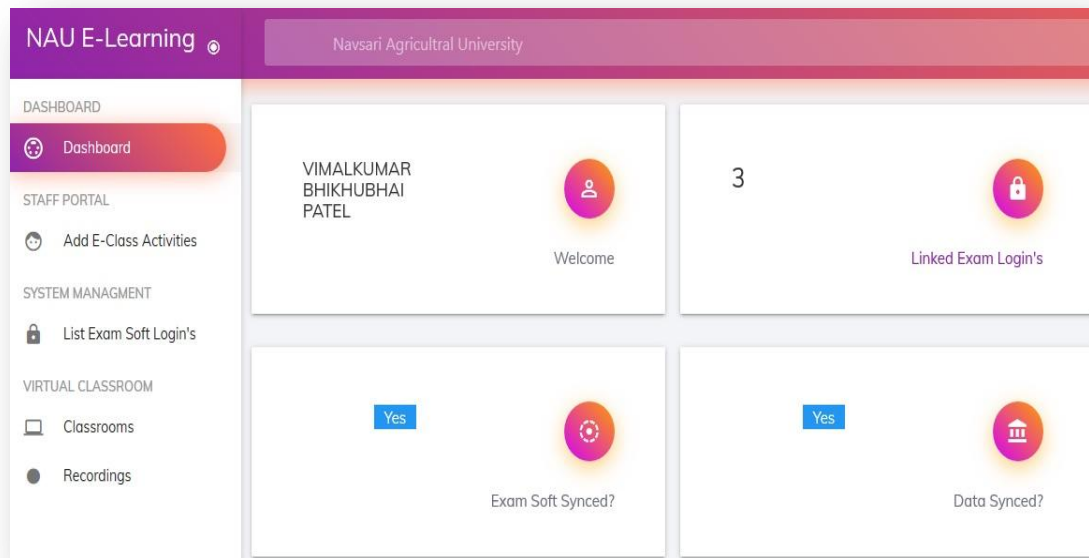 NAU E-Learning
Navsari Agricultral University
DASHBOARD
Dashboard
STAFF PORTAL
Add E-Class Activities
SYSTEM MANAGMENT
List Exam Soft Login's
VIRTUAL CLASSROOM
Classrooms
Recordings
VIMALKUMAR
BHIKHUBHAI
PATEL
Welcome
3
Linked Exam Login's
Yes
Exam Soft Synced?
Yes
Data Synced?